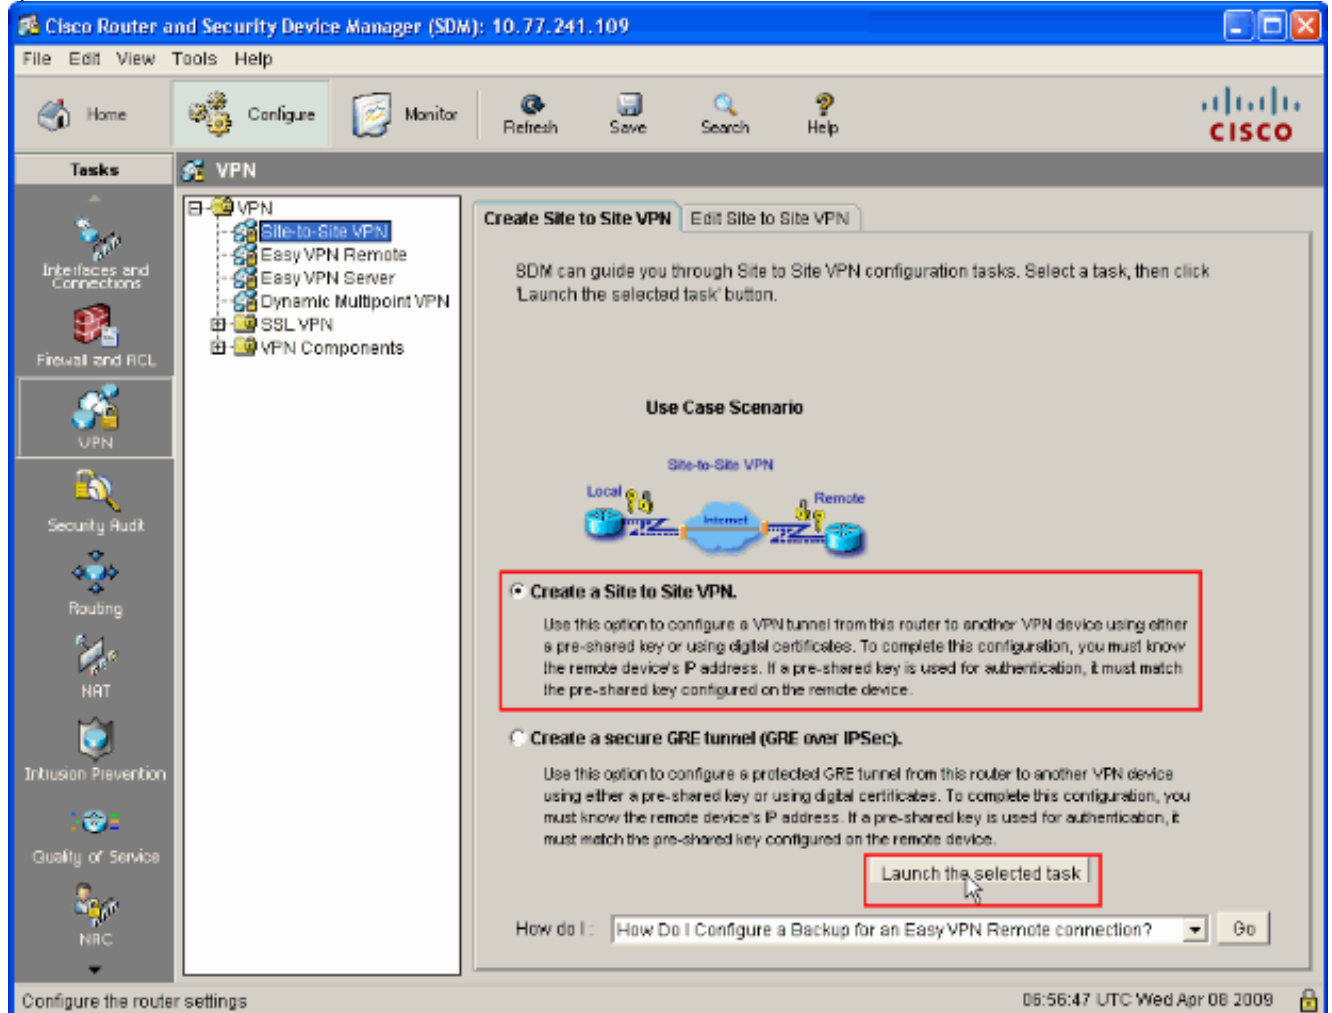 Cisco Router and Security Device Manager (SDM): 10.77.241.109
File Edit View Tools Help
Home Configure Monitor Refresh Save Search Help
CISCO
Tasks
VPN
Interfaces and
Connections
Firewall and ACL
VPN
Security Audit
Routing
NAT
Intrusion Prevention
Quality of Service
NAC
VPN
Site-to-Site VPN
Easy VPN Remote
Easy VPN Server
Dynamic Multipoint VPN
SSL VPN
VPN Components
Create Site to Site VPN Edit Site to Site VPN
SDM can guide you through Site to Site VPN configuration tasks. Select a task, then click
'Launch the selected task' button.
Use Case Scenario
Site-to-Site VPN
Local
Remote
Internet
Create a Site to Site VPN.
Use this option to configure a VPN tunnel from this router to another VPN device using either
a pre-shared key or using digital certificates. To complete this configuration, you must know
the remote device's IP address. If a pre-shared key is used for authentication, it must match
the pre-shared key configured on the remote device.
Create a secure GRE tunnel (GRE over IPSec).
Use this option to configure a protected GRE tunnel from this router to another VPN device
using either a pre-shared key or using digital certificates. To complete this configuration, you
must know the remote device's IP address. If a pre-shared key is used for authentication, it
must match the pre-shared key configured on the remote device.
Launch the selected task
How do I : How Do I Configure a Backup for an Easy VPN Remote connection? Go
Configure the router settings 06:56:47 UTC Wed Apr 08 2009